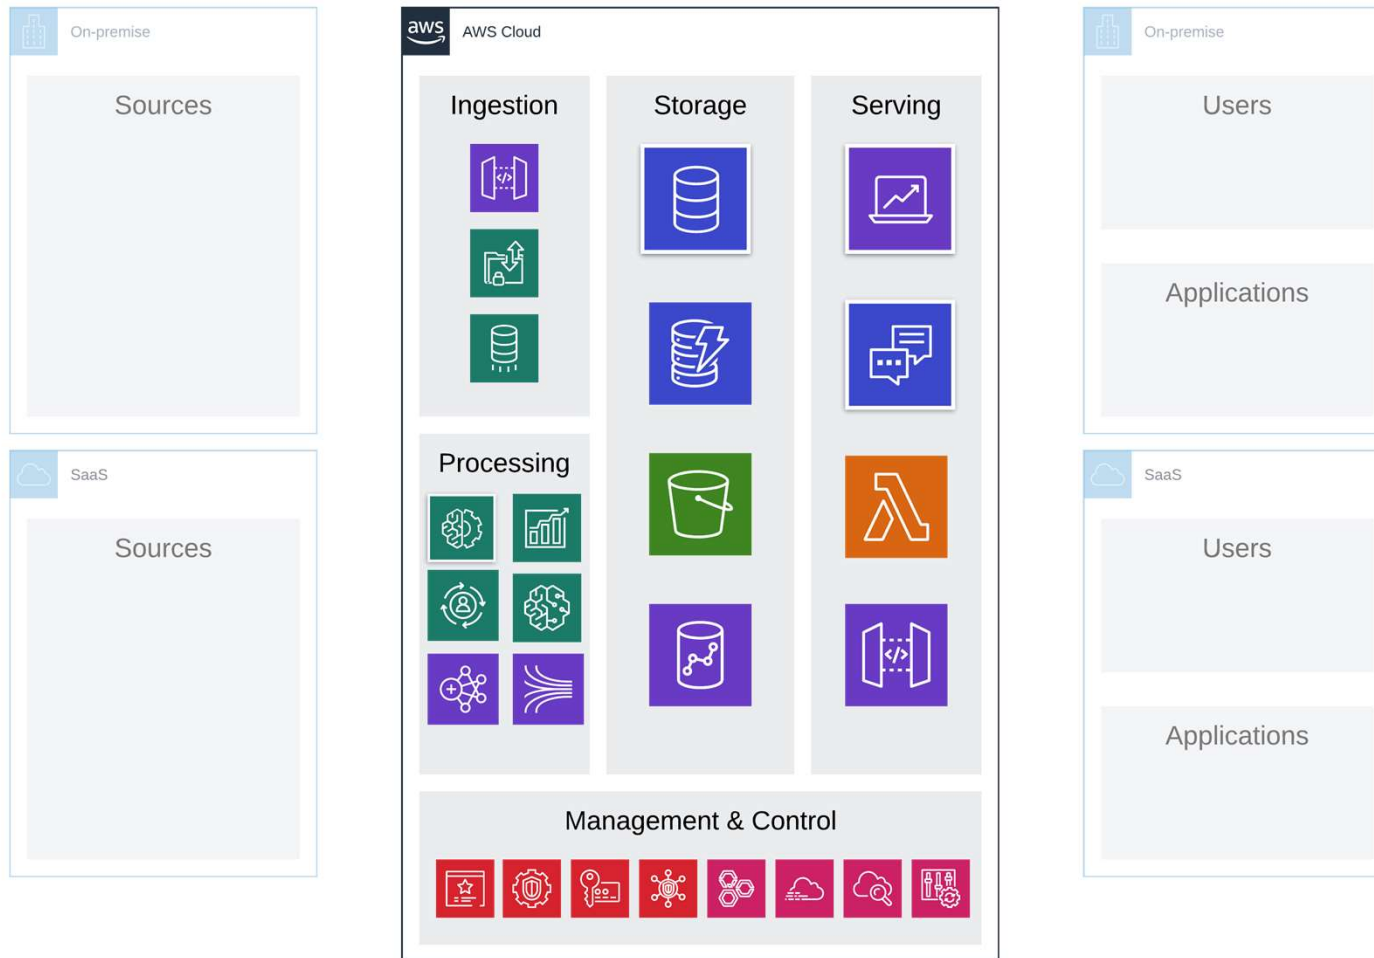 On-premise
Sources
SaaS
Sources
aws
AWS Cloud
Ingestion
Storage
Serving
Processing
Management & Control
On-premise
Users
Applications
SaaS
Users
Applications